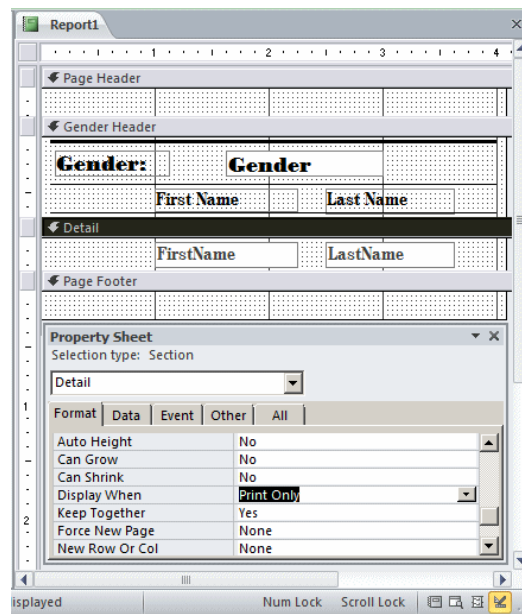 Report1
1 2 3 4
Page Header
Gender Header
Gender: Gender
First Name Last Name
Detail
FirstName LastName
Page Footer
Property Sheet
Selection type: Section
Detail
Format Data Event Other All
Auto Height No
Can Grow No
Can Shrink No
Display When Print Only
Keep Together Yes
Force New Page None
New Row Or Col None
1
2
isplayed Num Lock Scroll Lock